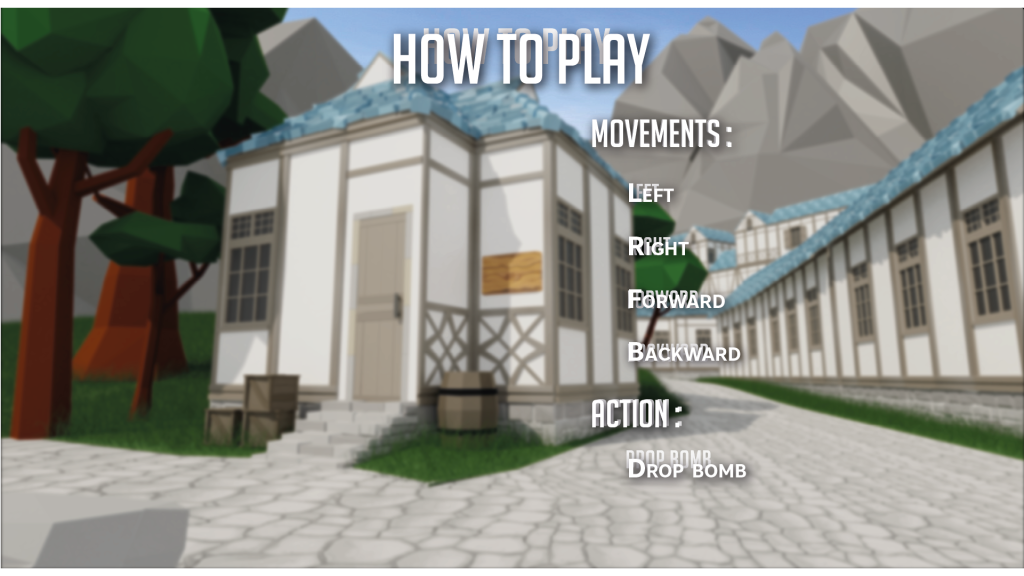 HOW TO PLAY
MOVEMENTS :
LEFT
RIGHT
FORWARD
BACKWARD
ACTION :
DROP BOMB